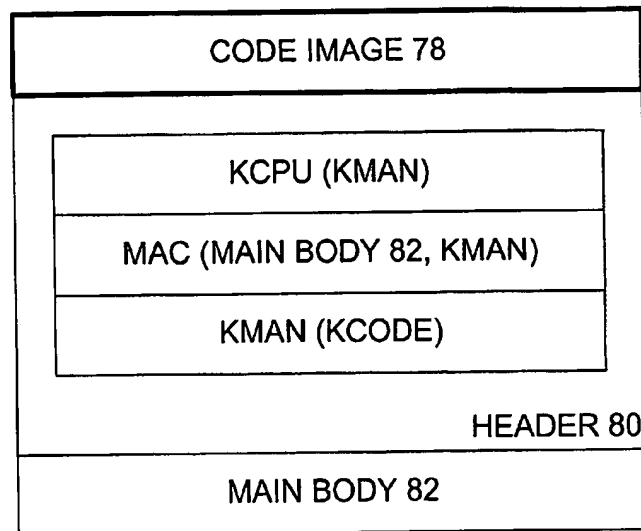 CODE IMAGE 78
KCPU (KMAN)
MAC (MAIN BODY 82, KMAN)
KMAN (KCODE)
HEADER 80
MAIN BODY 82